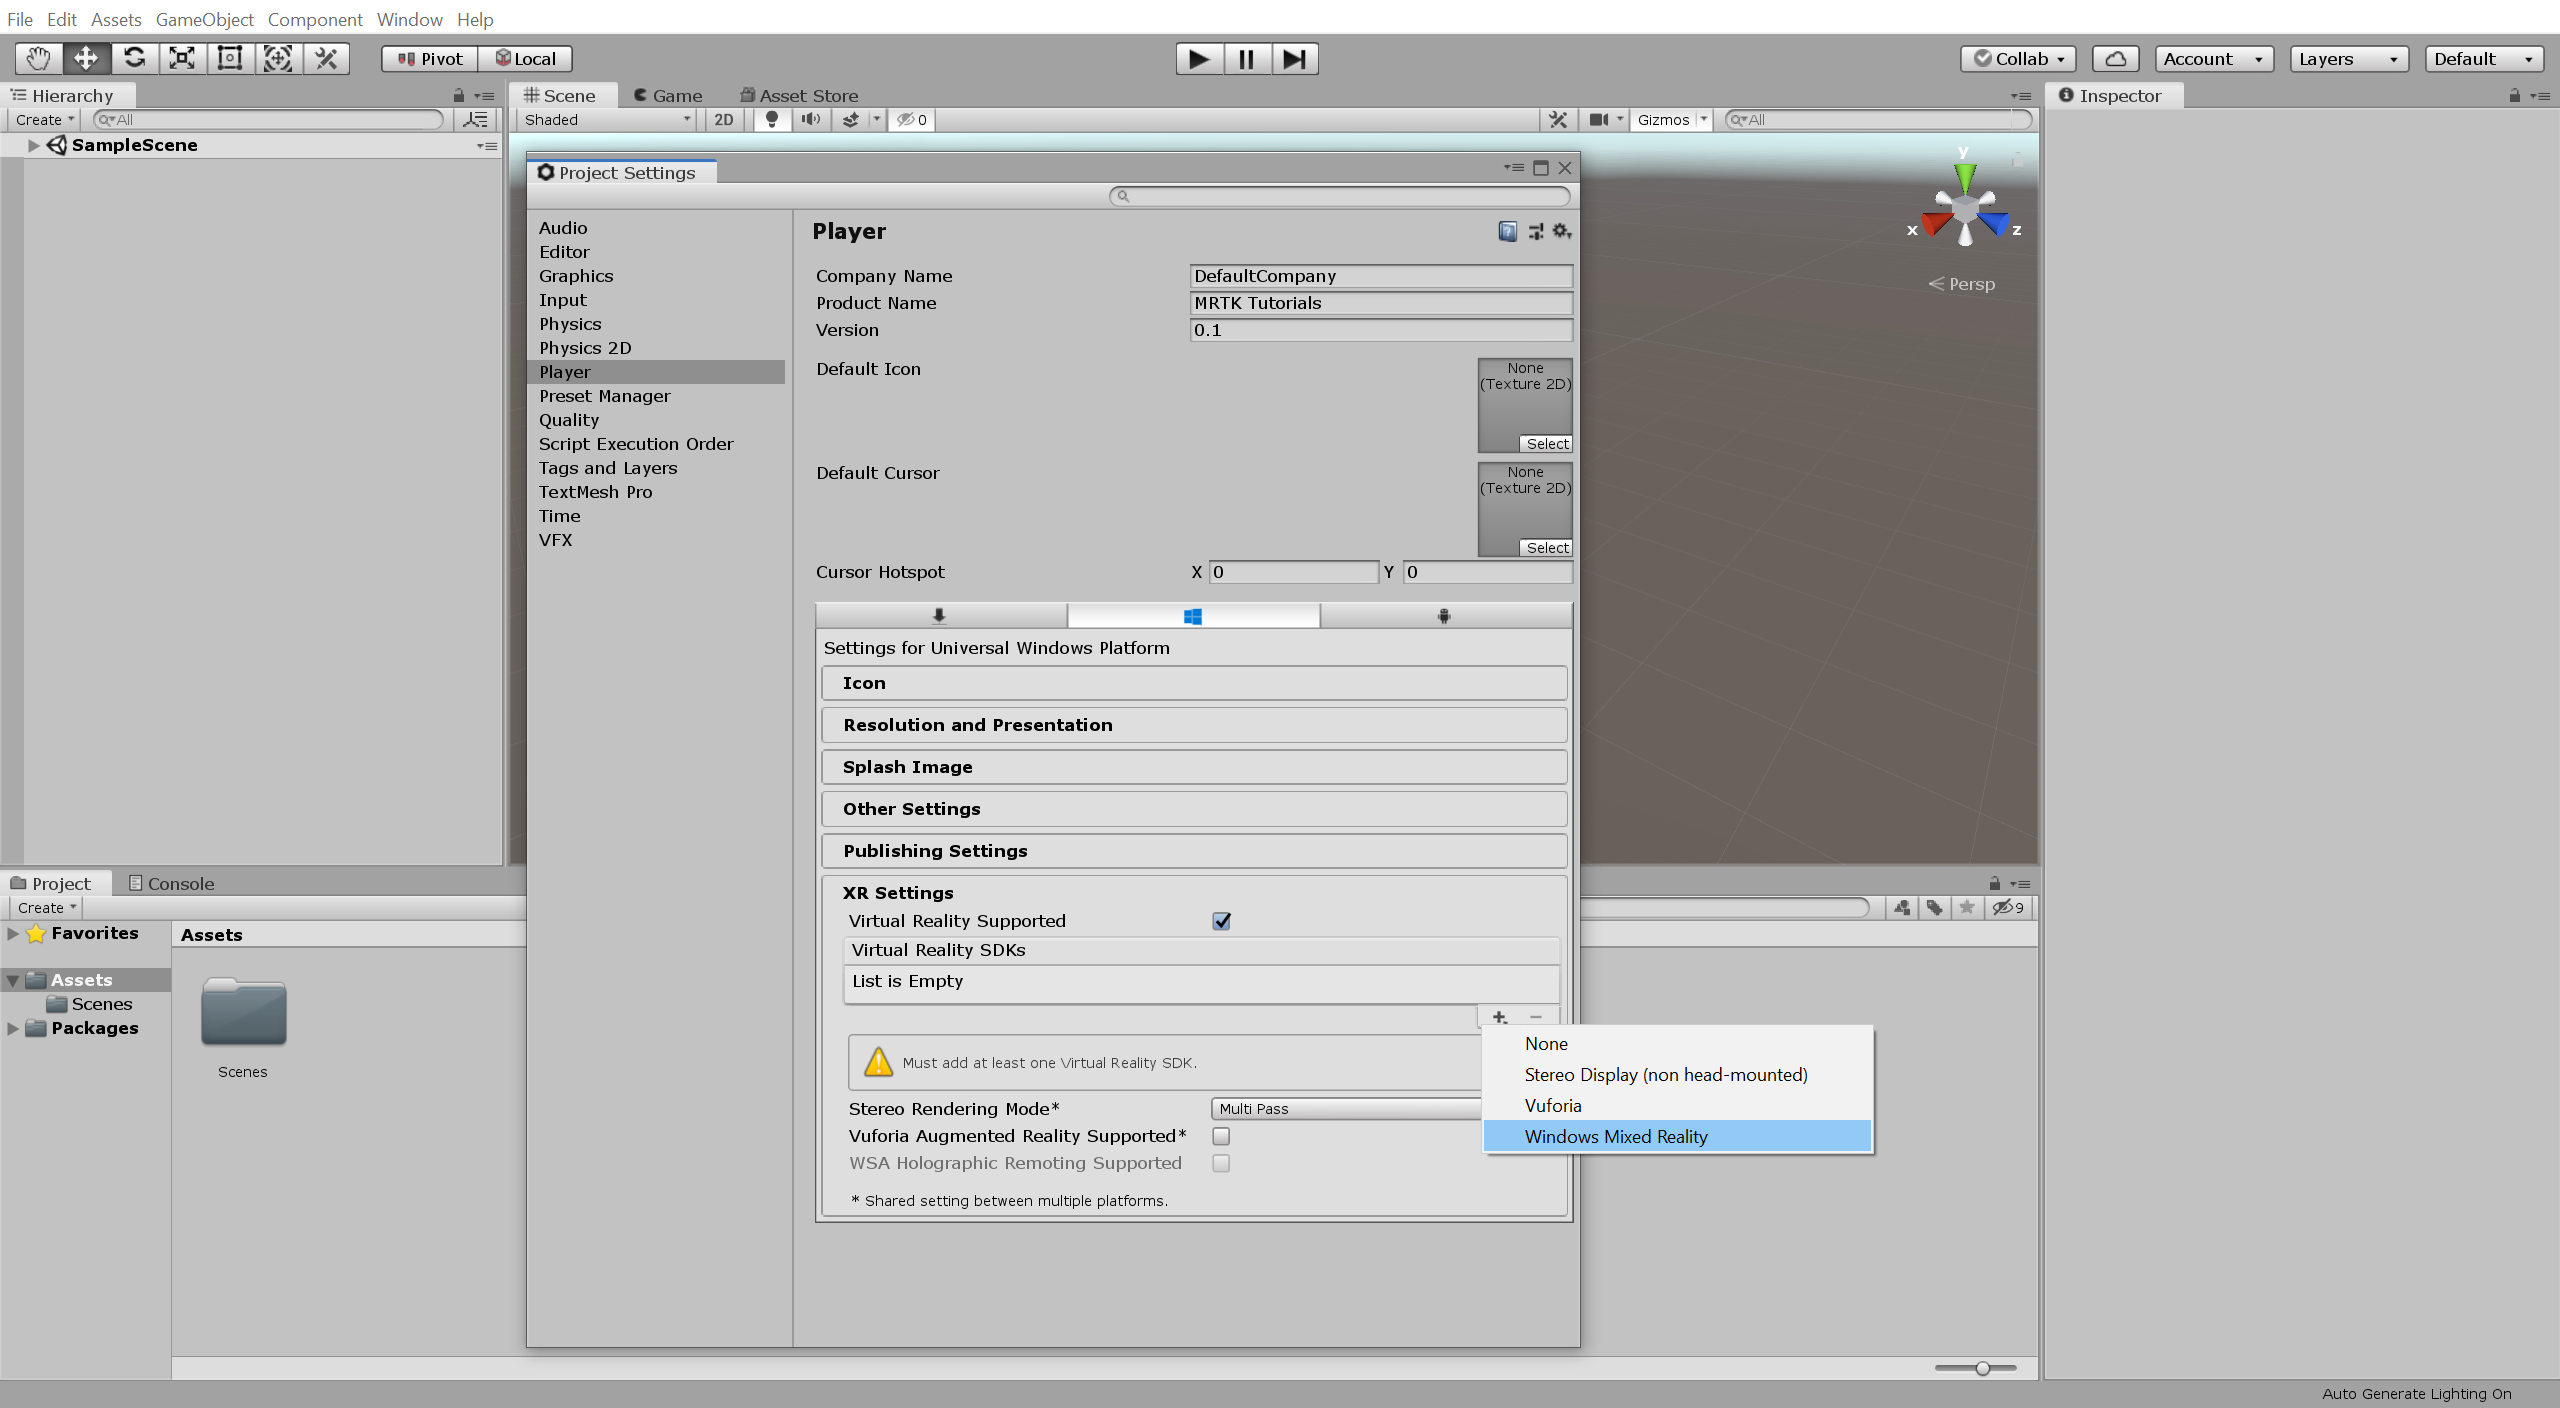 File Edit Assets GameObject Component Window Help
Pivot Local Collab Account Layers Default
Hierarchy Scene Game Asset Store Inspector
Create All Shaded 2D 0 Gizmos All
SampleScene
y
x z
Persp
Project Settings
Audio
Editor
Graphics
Input
Physics
Physics 2D
Player
Preset Manager
Quality
Script Execution Order
Tags and Layers
TextMesh Pro
Time
VFX
Player
Company Name DefaultCompany
Product Name MRTK Tutorials
Version 0.1
Default Icon None
(Texture 2D)
Select
Default Cursor None
(Texture 2D)
Select
Cursor Hotspot X 0 Y 0
Settings for Universal Windows Platform
Icon
Resolution and Presentation
Splash Image
Other Settings
Publishing Settings
XR Settings
Virtual Reality Supported
Virtual Reality SDKs
List is Empty
Must add at least one Virtual Reality SDK.
Stereo Rendering Mode* Multi Pass
Vuforia Augmented Reality Supported*
WSA Holographic Remoting Supported
* Shared setting between multiple platforms.
None
Stereo Display (non head-mounted)
Vuforia
Windows Mixed Reality
Project Console
Create 9
Favorites
Assets
Scenes
Packages
Assets
Scenes
Auto Generate Lighting On